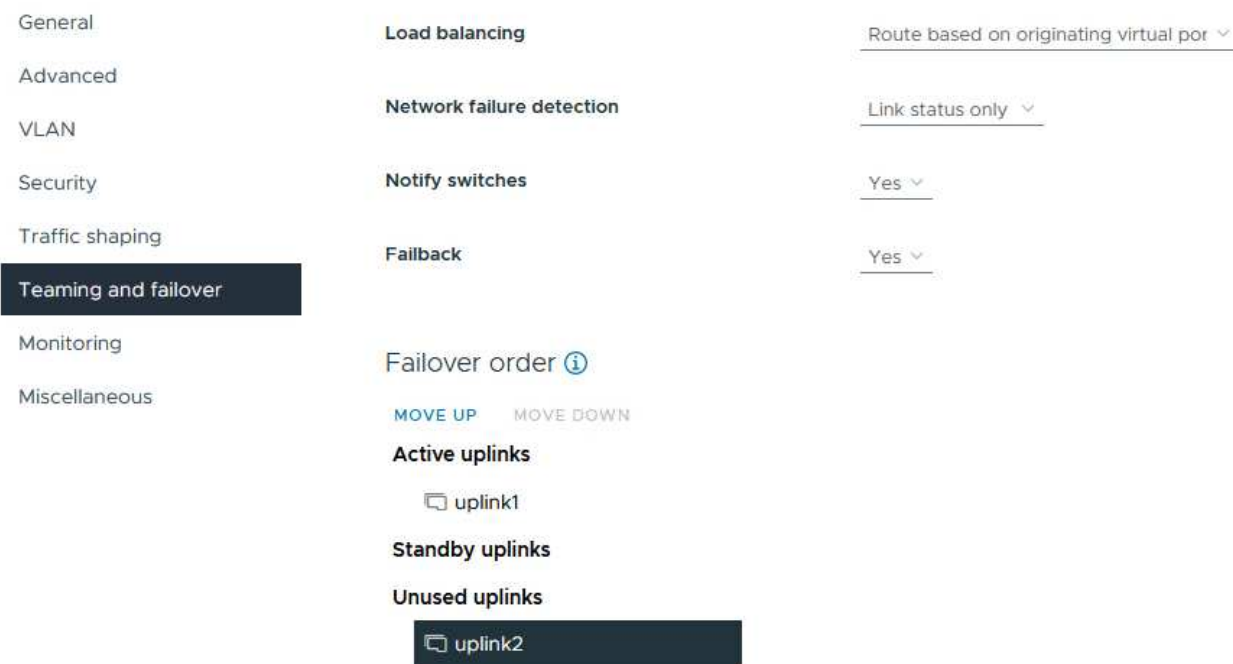 General
Advanced
VLAN
Security
Traffic shaping
Teaming and failover
Monitoring
Miscellaneous
Load balancing
Route based on originating virtual por
Network failure detection
Link status only
Notify switches
Yes
Failback
Yes
Failover order
MOVE UP MOVE DOWN
Active uplinks
uplink1
Standby uplinks
Unused uplinks
uplink2